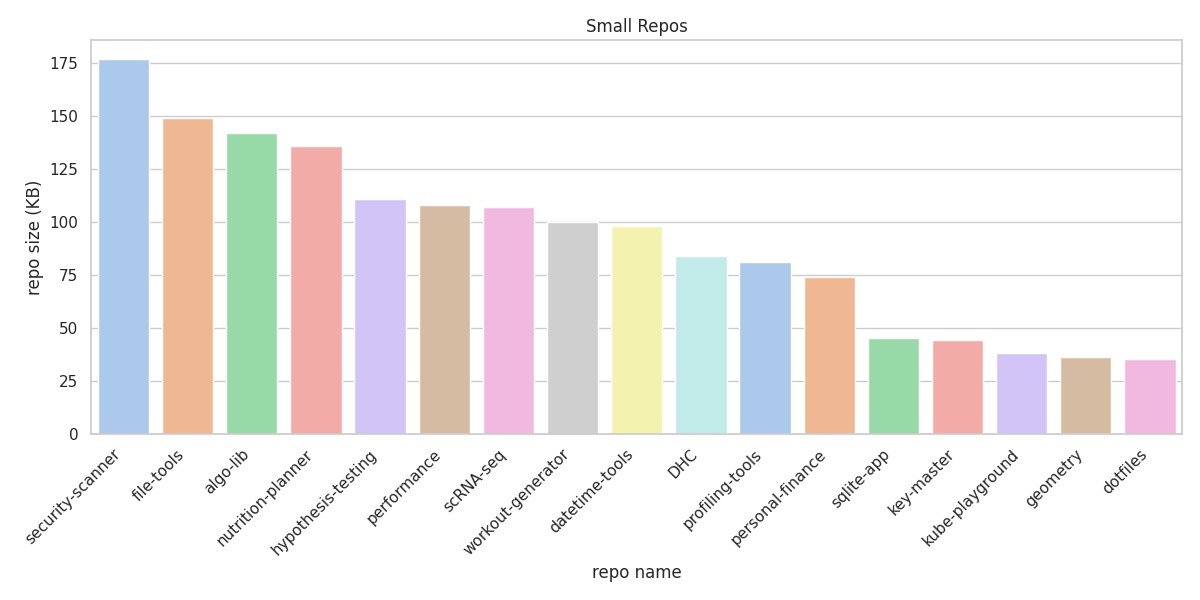 Small Repos
repo size (KB)
175
150
125
100
75
50
25
0
security-scanner
file-tools
algo-lib
nutrition-planner
hypothesis-testing
performance
scRNA-seq
workout-generator
datetime-tools
DHC
profiling-tools
personal-finance
sqlite-app
key-master
kube-playground
geometry
dotfiles
repo name